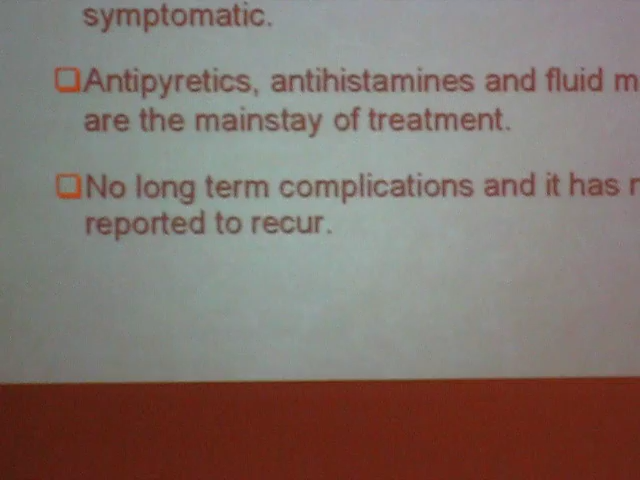 symptomatic.
Antipyretics, antihistamines and fluid m
are the mainstay of treatment.
No long term complications and it has r
reported to recur.